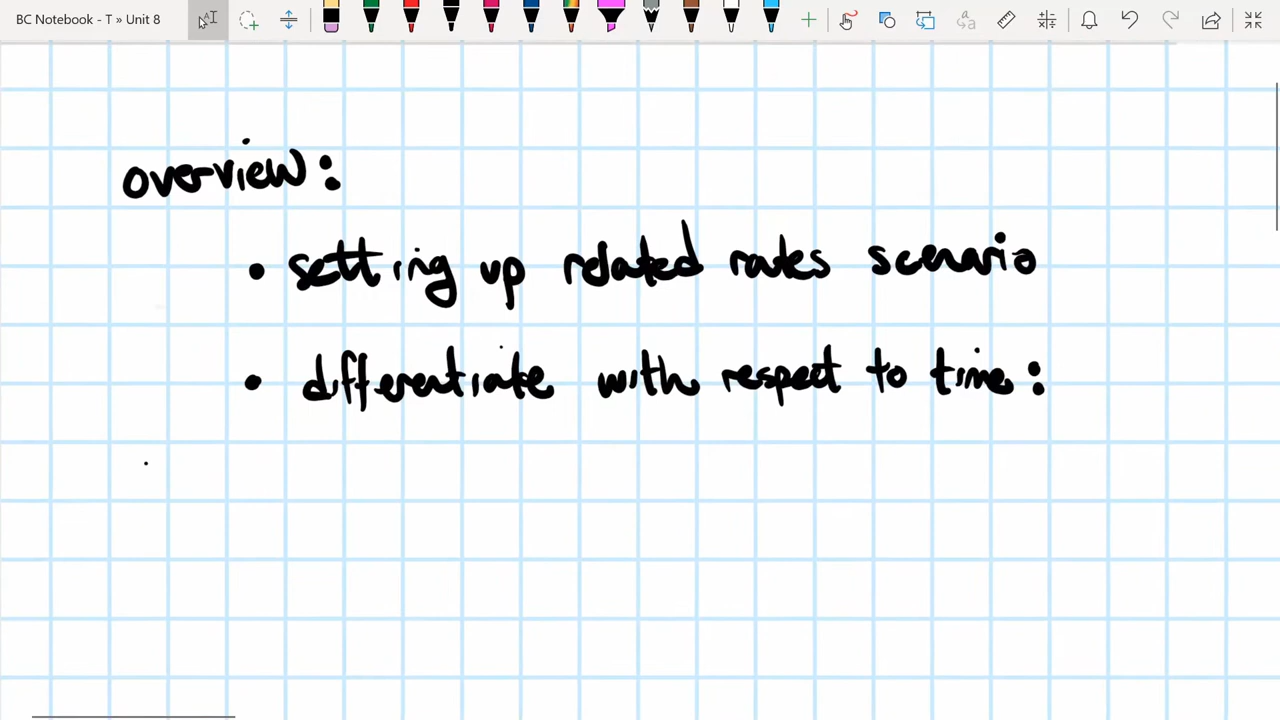 BC Notebook - T » Unit 8
overview:
• setting up related rates scenario
• differentiate with respect to time: